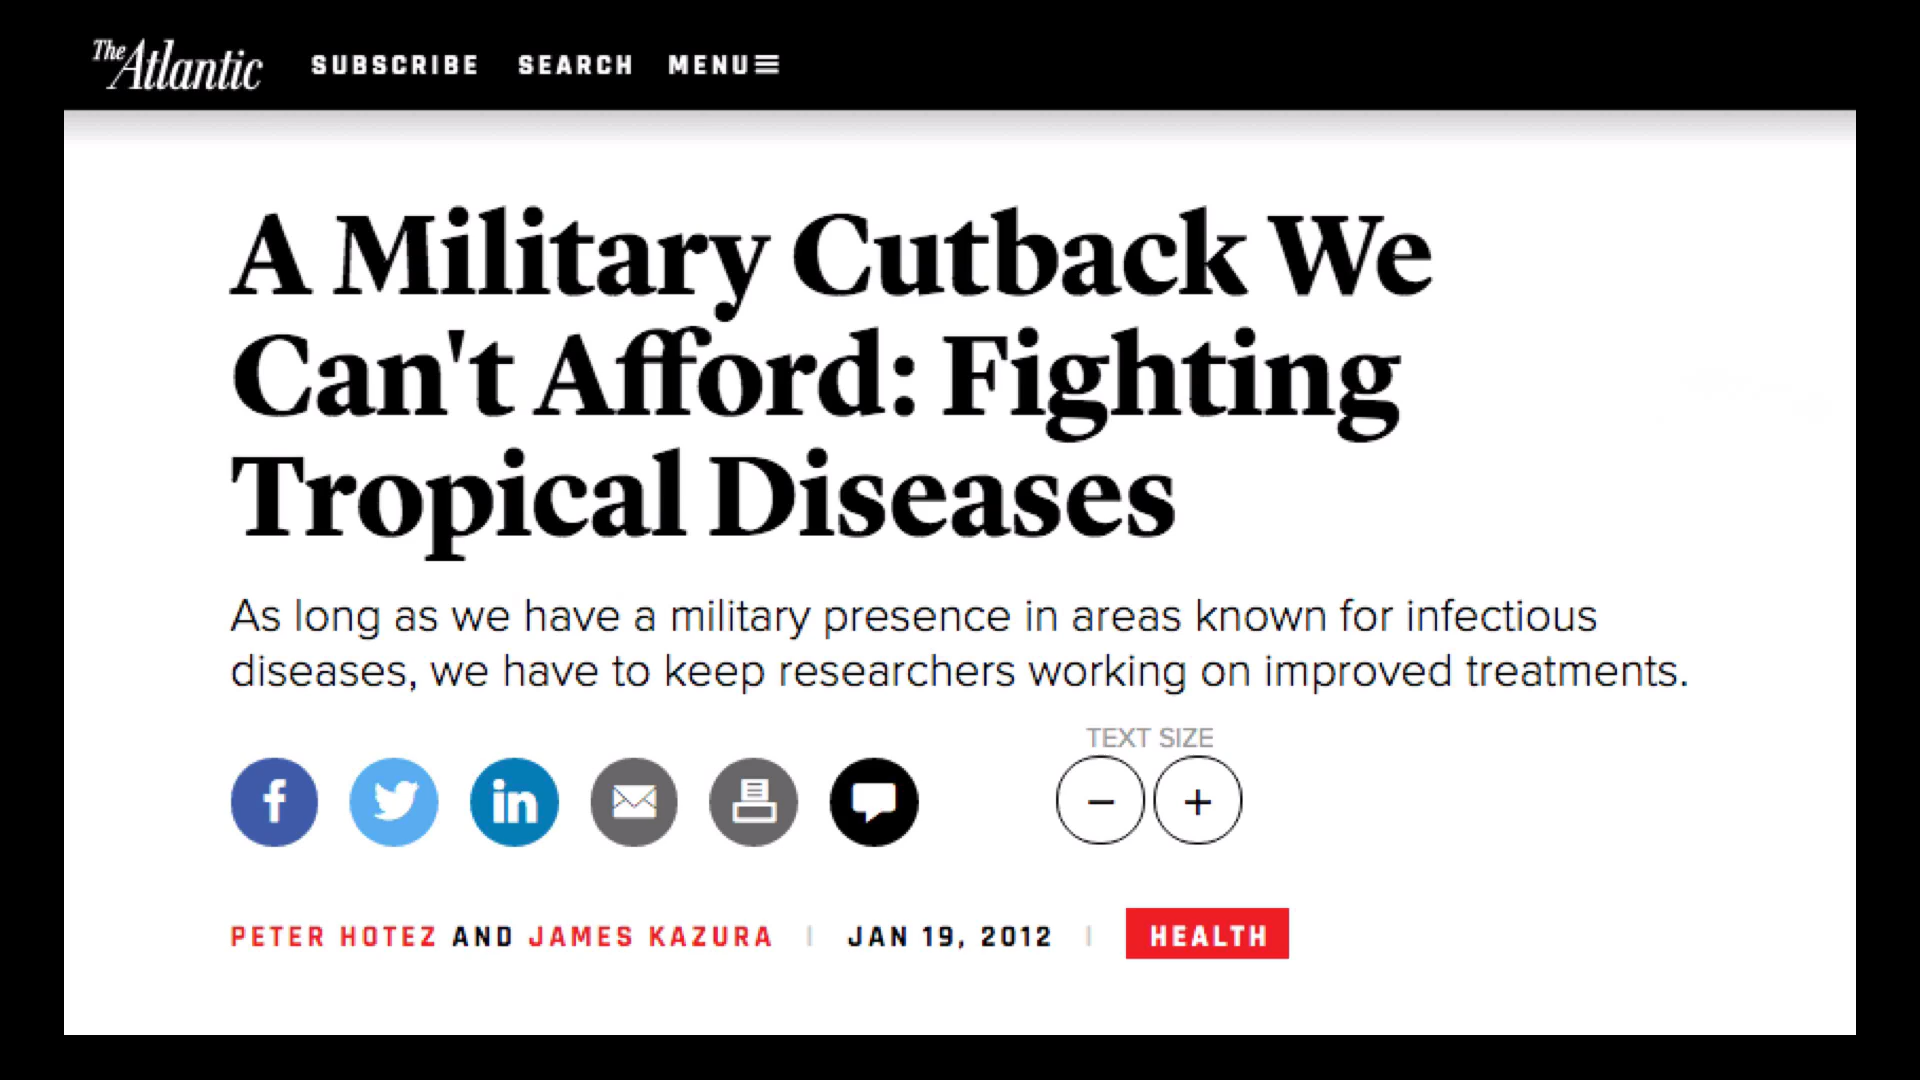 The Atlantic SUBSCRIBE SEARCH MENU
A Military Cutback We
Can't Afford: Fighting
Tropical Diseases
As long as we have a military presence in areas known for infectious
diseases, we have to keep researchers working on improved treatments.
TEXT SIZE
PETER HOTEZ AND JAMES KAZURA | JAN 19, 2012 | HEALTH